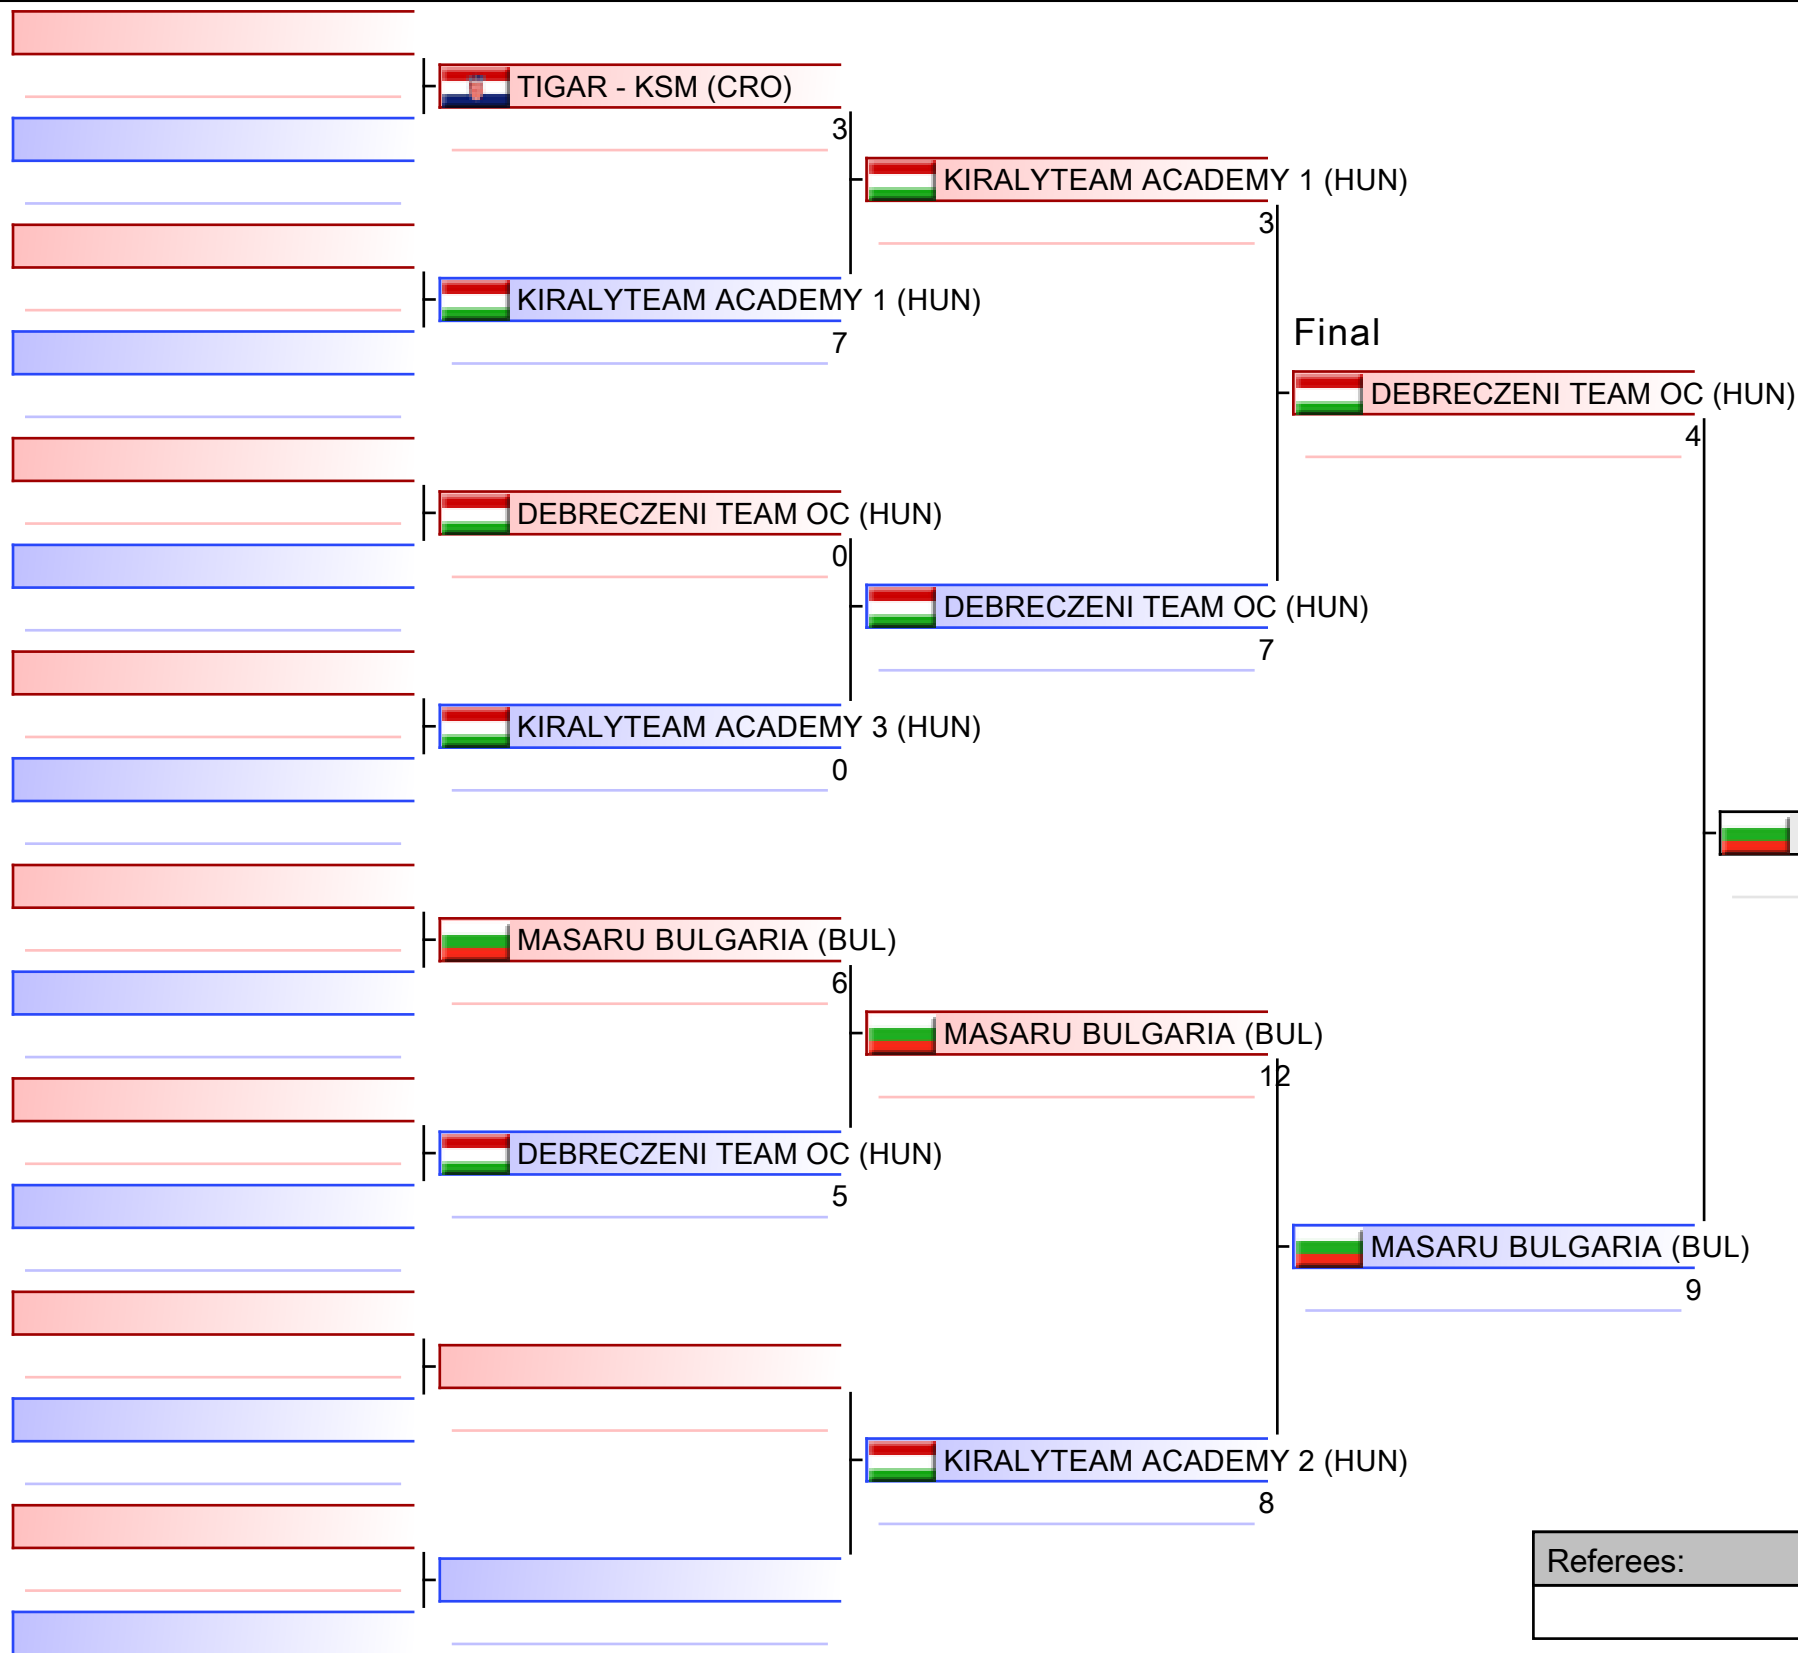 TIGAR - KSM (CRO)
3
KIRALYTEAM ACADEMY 1 (HUN)
3
KIRALYTEAM ACADEMY 1 (HUN)
7
Final
DEBRECZENI TEAM OC (HUN)
4
DEBRECZENI TEAM OC (HUN)
0
DEBRECZENI TEAM OC (HUN)
7
KIRALYTEAM ACADEMY 3 (HUN)
0
MASARU BULGARIA (BUL)
6
MASARU BULGARIA (BUL)
12
DEBRECZENI TEAM OC (HUN)
5
MASARU BULGARIA (BUL)
9
KIRALYTEAM ACADEMY 2 (HUN)
8
Referees: